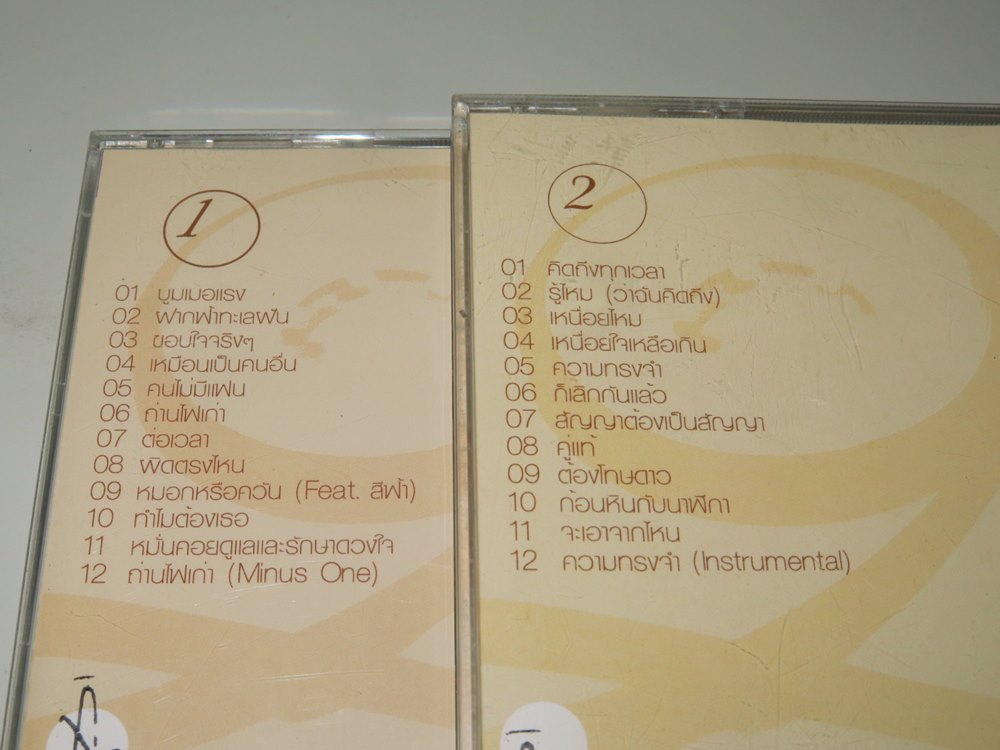 1
01 บูมเมอแรง
02 ฝากฟ้าทะเลฝัน
03 ขอบใจจริงๆ
04 เหมือนเป็นคนอื่น
05 คนไม่มีแฟน
06 ถ่านไฟเก่า
07 ต่อเวลา
08 ผิดตรงไหน
09 หมอกหรือควัน (Feat. สีฟ้า)
10 ทำไมต้องเธอ
11 หมั่นคอยดูแลและรักษาดวงใจ
12 ถ่านไฟเก่า (Minus One)
2
01 คิดถึงทุกเวลา
02 รู้ไหม (ว่าฉันคิดถึง)
03 เหนื่อยไหม
04 เหนื่อยใจเหลือเกิน
05 ความทรงจำ
06 ก็เลิกกันแล้ว
07 สัญญาต้องเป็นสัญญา
08 คู่แท้
09 ต้องโทษดาว
10 ก้อนหินกับนาฬิกา
11 จะเอาจากไหน
12 ความทรงจำ (Instrumental)